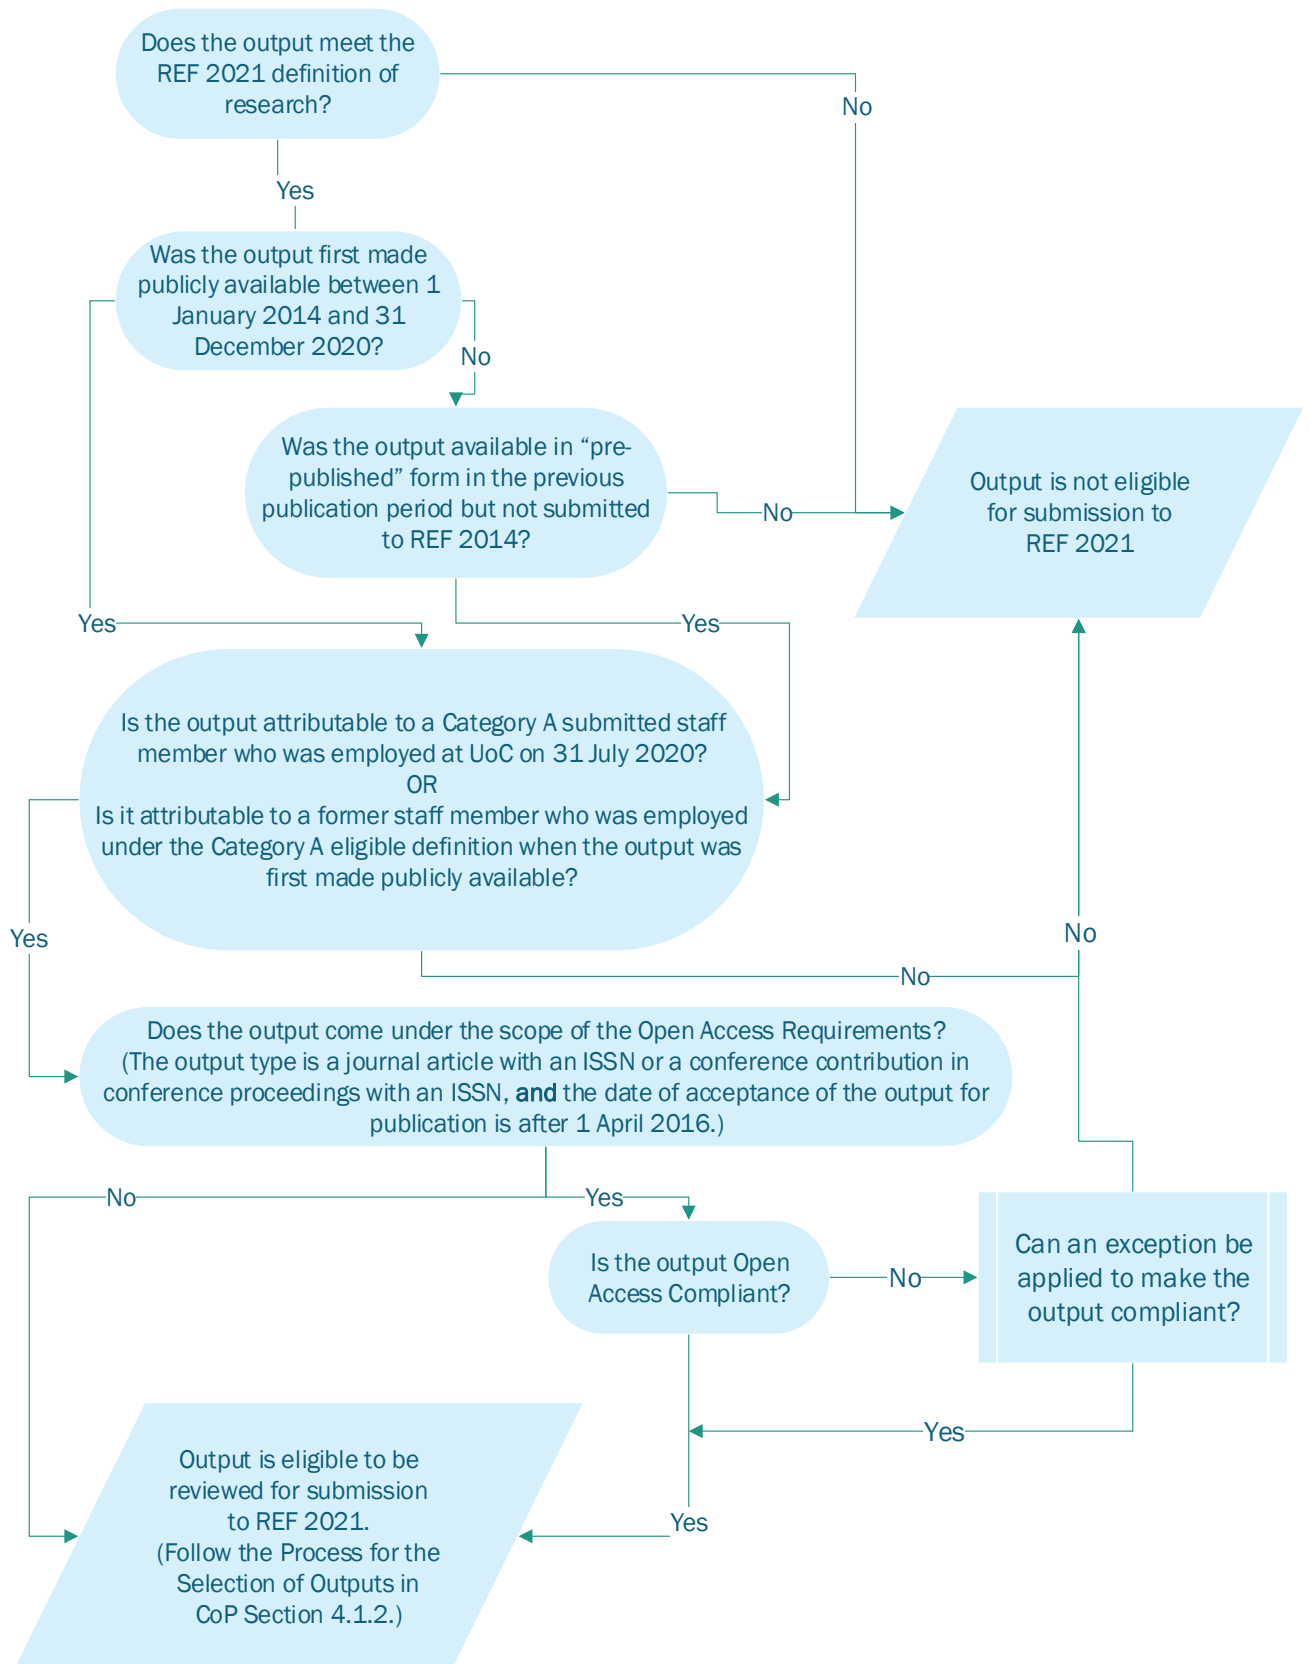 Does the output meet the
REF 2021 definition of
research?
No
Yes
Was the output first made
publicly available between 1
January 2014 and 31
December 2020?
No
Was the output available in “pre-
published” form in the previous
publication period but not submitted
to REF 2014?
No
Output is not eligible
for submission to
REF 2021
Yes
Yes
Is the output attributable to a Category A submitted staff
member who was employed at UoC on 31 July 2020?
OR
Is it attributable to a former staff member who was employed
under the Category A eligible definition when the output was
first made publicly available?
Yes
No
No
Does the output come under the scope of the Open Access Requirements?
(The output type is a journal article with an ISSN or a conference contribution in
conference proceedings with an ISSN, and the date of acceptance of the output for
publication is after 1 April 2016.)
No
Yes
Is the output Open
Access Compliant?
No
Can an exception be
applied to make the
output compliant?
Yes
Yes
Output is eligible to be
reviewed for submission
to REF 2021.
(Follow the Process for the
Selection of Outputs in
CoP Section 4.1.2.)